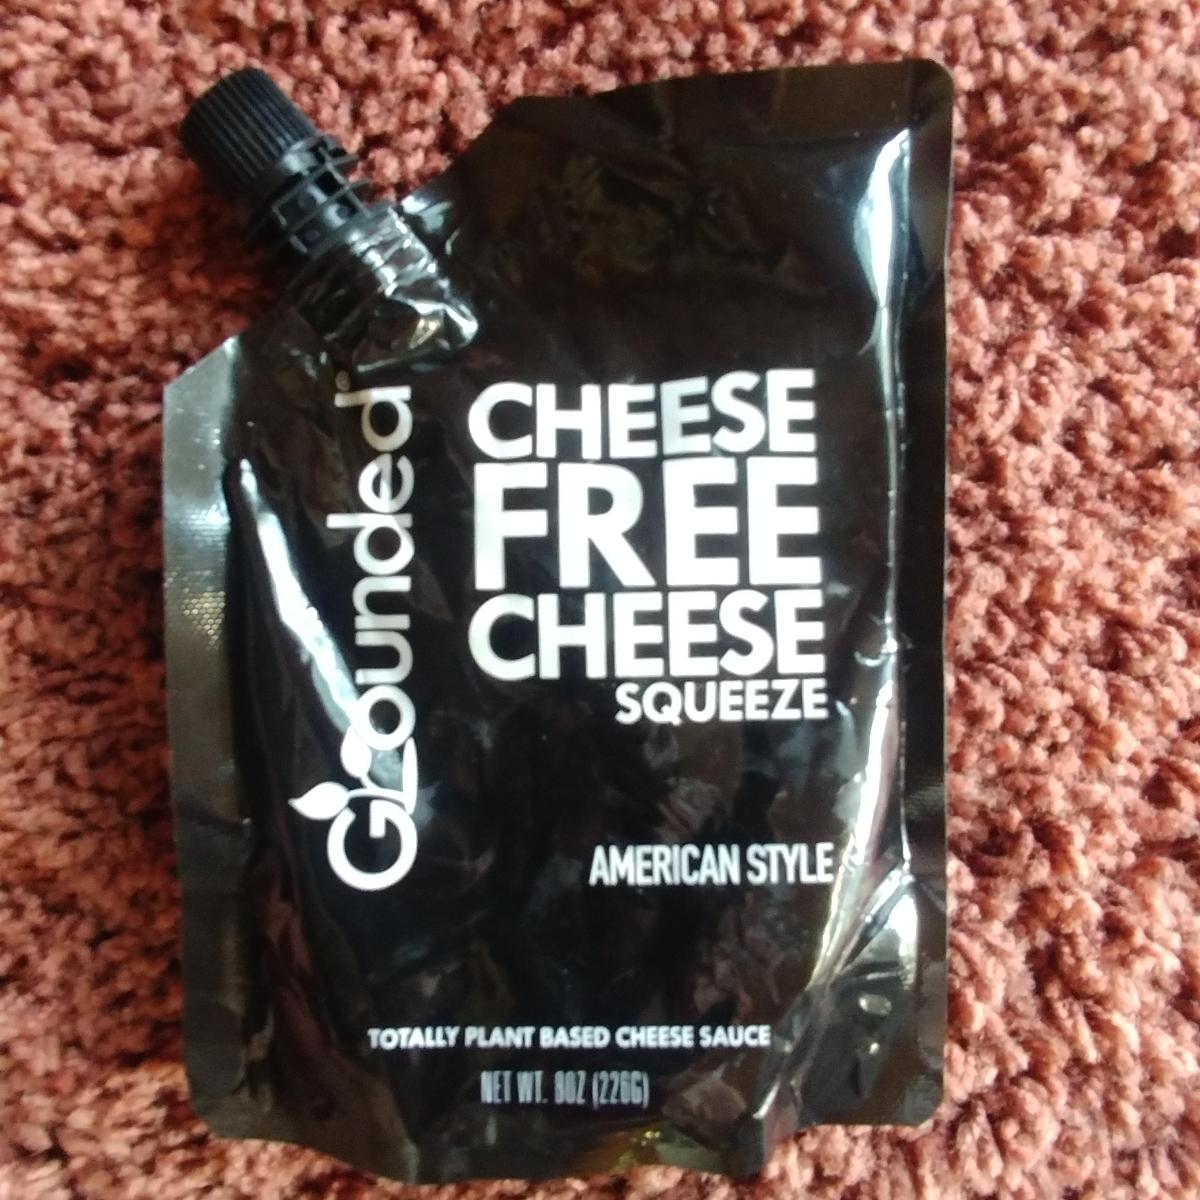 Grounded®
CHEESE
FREE
CHEESE
SQUEEZE
AMERICAN STYLE
TOTALLY PLANT BASED CHEESE SAUCE
NET WT. 8OZ (226G)